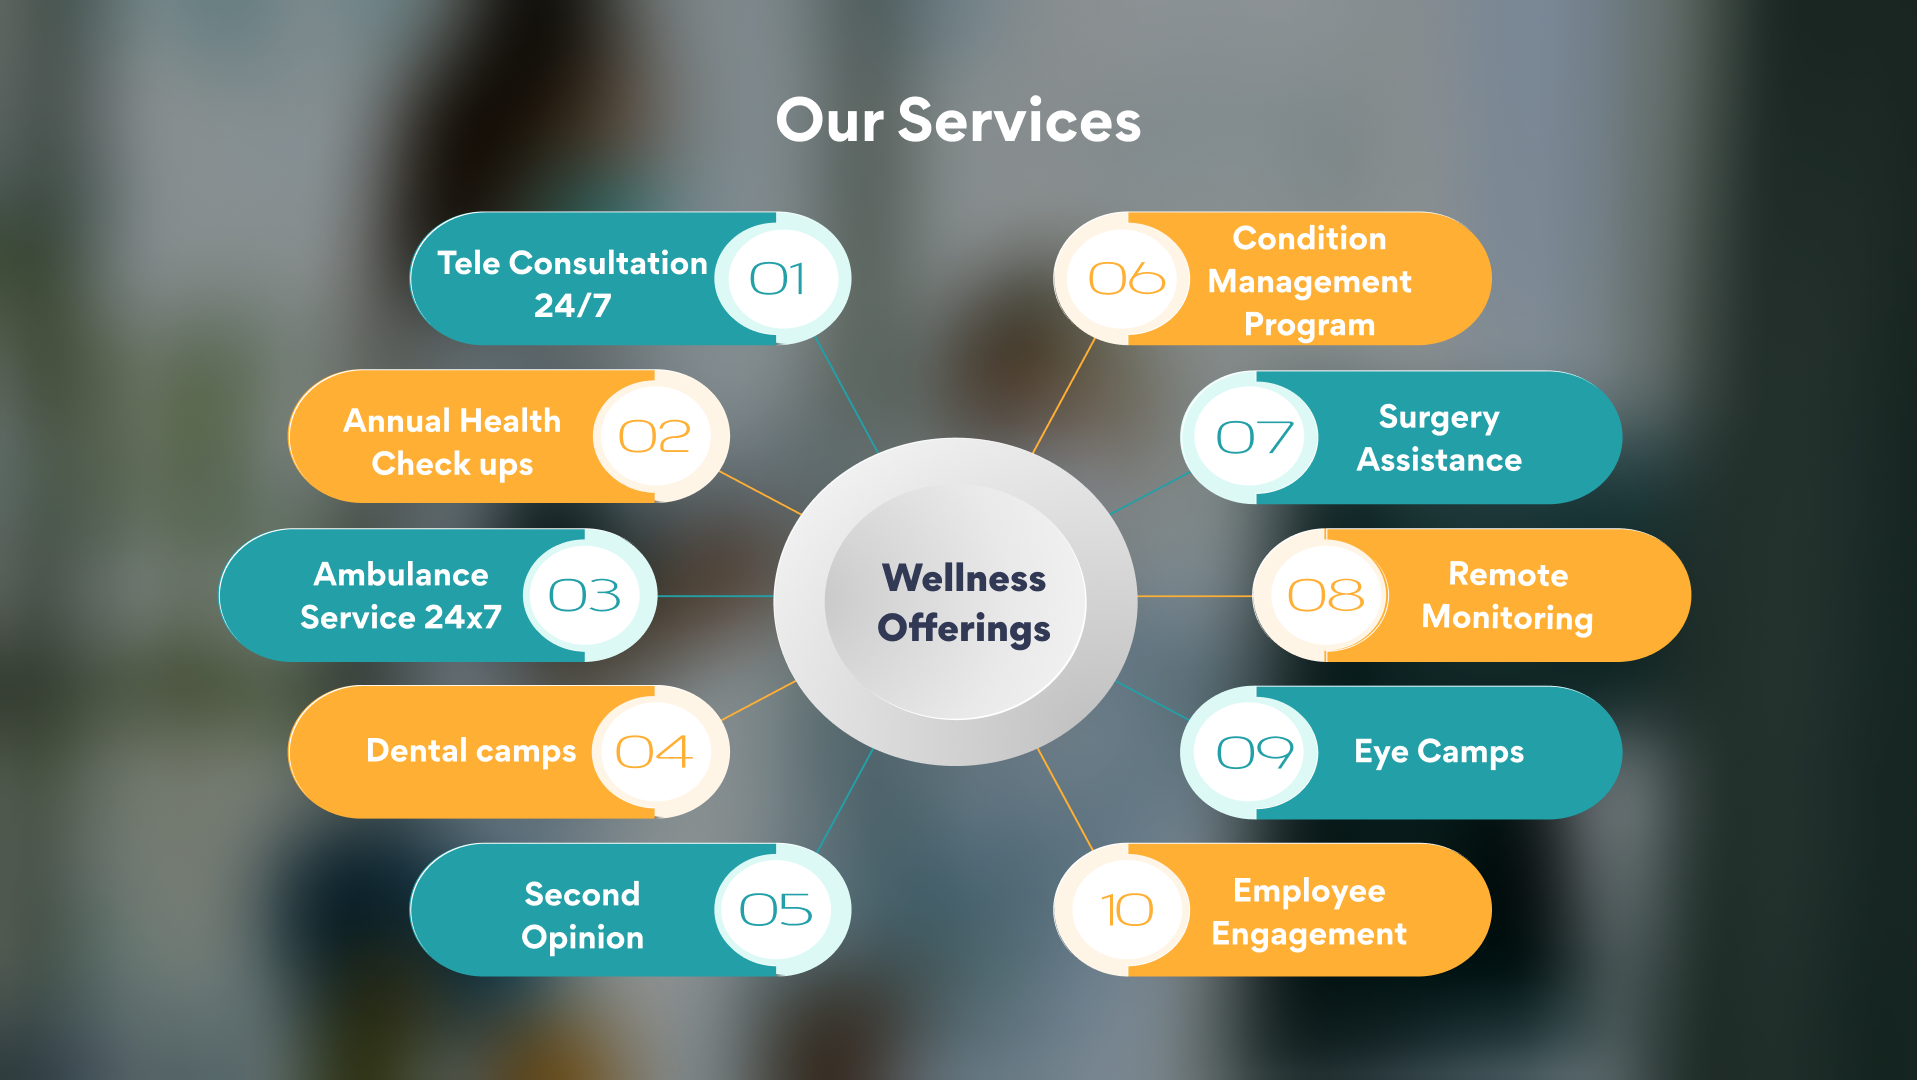 Our Services
Tele Consultation
24/7
01
Annual Health
Check ups
02
Ambulance
Service 24x7
03
Dental camps
04
Second
Opinion
05
Wellness
Offerings
06
Condition
Management
Program
07
Surgery
Assistance
08
Remote
Monitoring
09
Eye Camps
10
Employee
Engagement